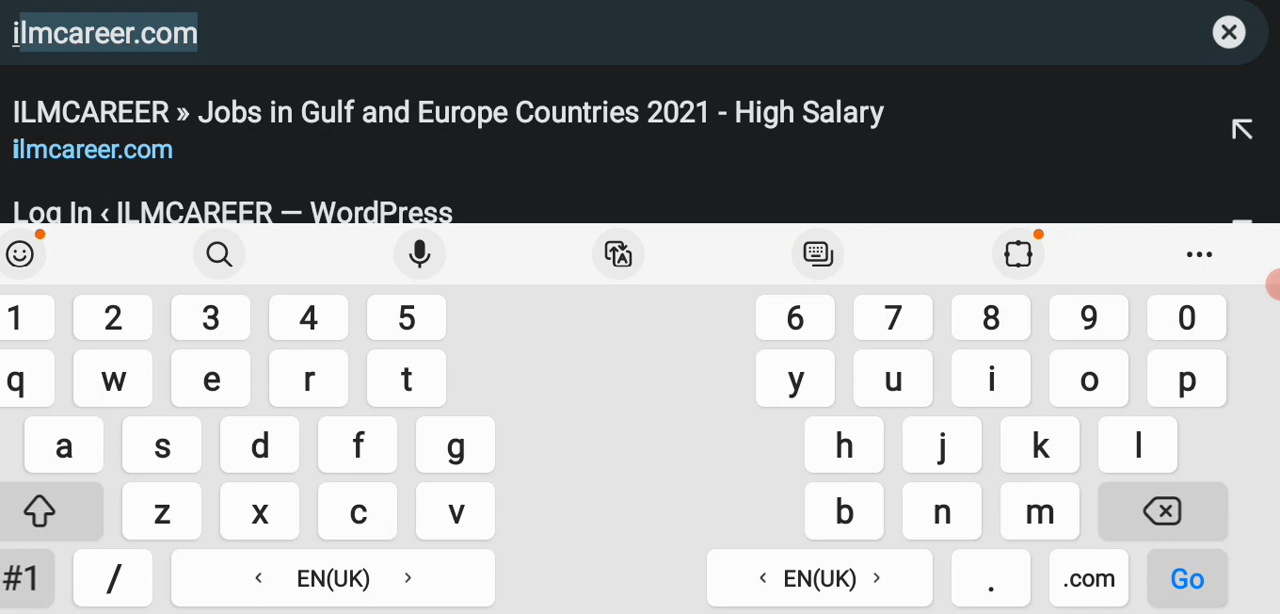 ilmcareer.com
ILMCAREER » Jobs in Gulf and Europe Countries 2021 - High Salary
ilmcareer.com
Log In ‹ ILMCAREER — WordPress
1 2 3 4 5 6 7 8 9 0
q w e r t y u i o p
a s d f g h j k l
z x c v b n m
#1 / ‹ EN(UK) › ‹ EN(UK) › . .com Go